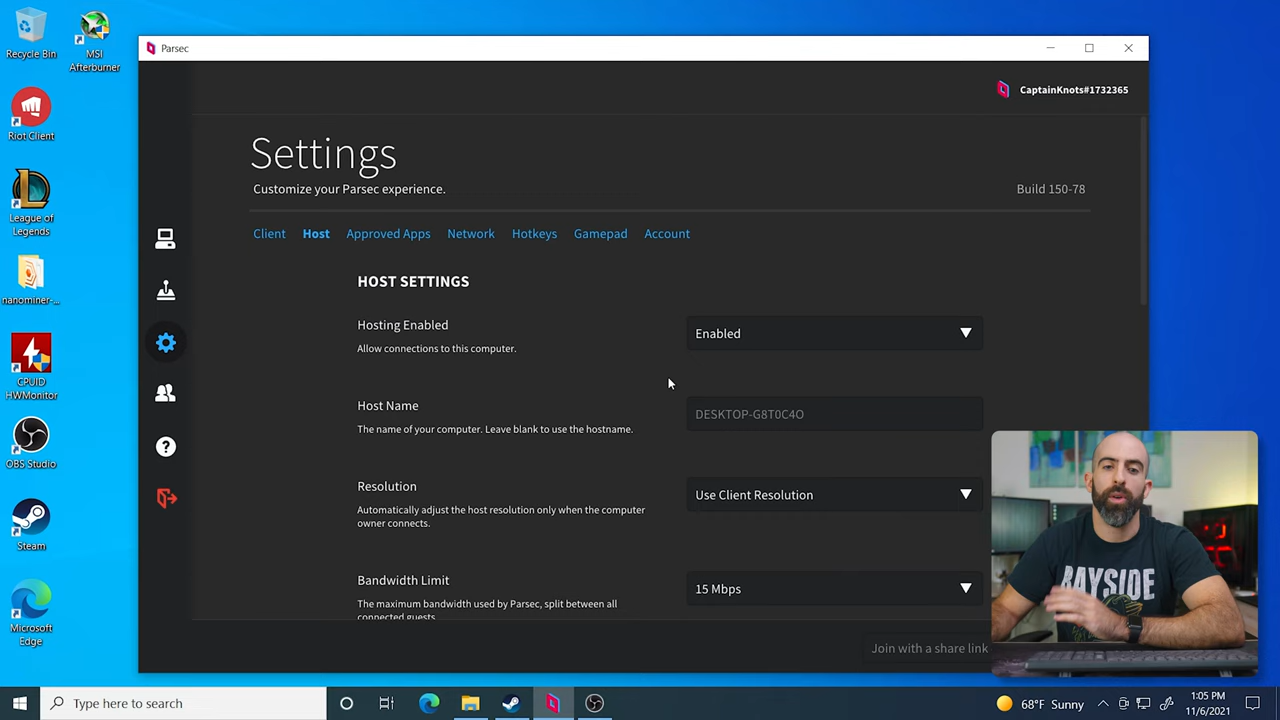 Recycle Bin
MSI
Afterburner
Riot Client
League of
Legends
nanominer-...
CPUID
HWMonitor
OBS Studio
Steam
Microsoft
Edge
Parsec
CaptainKnots#1732365
Settings
Customize your Parsec experience.
Build 150-78
Client
Host
Approved Apps
Network
Hotkeys
Gamepad
Account
HOST SETTINGS
Hosting Enabled
Allow connections to this computer.
Enabled
Host Name
The name of your computer. Leave blank to use the hostname.
DESKTOP-G8T0C4O
Resolution
Automatically adjust the host resolution only when the computer
owner connects.
Use Client Resolution
Bandwidth Limit
The maximum bandwidth used by Parsec, split between all
connected guests.
15 Mbps
Join with a share link
BAYSIDE
Type here to search
68°F Sunny
1:05 PM
11/6/2021